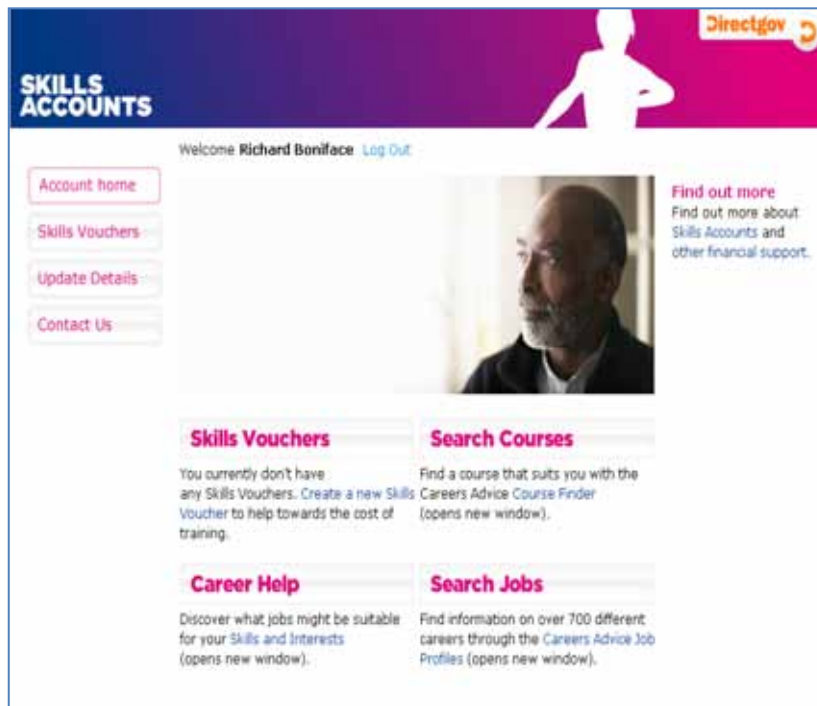 Directgov
SKILLS
ACCOUNTS
Welcome Richard Boniface Log Out
Account home
Skills Vouchers
Update Details
Contact Us
Find out more
Find out more about
Skills Accounts and
other financial support.
Skills Vouchers
You currently don't have
any Skills Vouchers. Create a new Skills
Voucher to help towards the cost of
training.
Search Courses
Find a course that suits you with the
Careers Advice Course Finder
(opens new window).
Career Help
Discover what jobs might be suitable
for your Skills and Interests
(opens new window).
Search Jobs
Find information on over 700 different
careers through the Careers Advice Job
Profiles (opens new window).